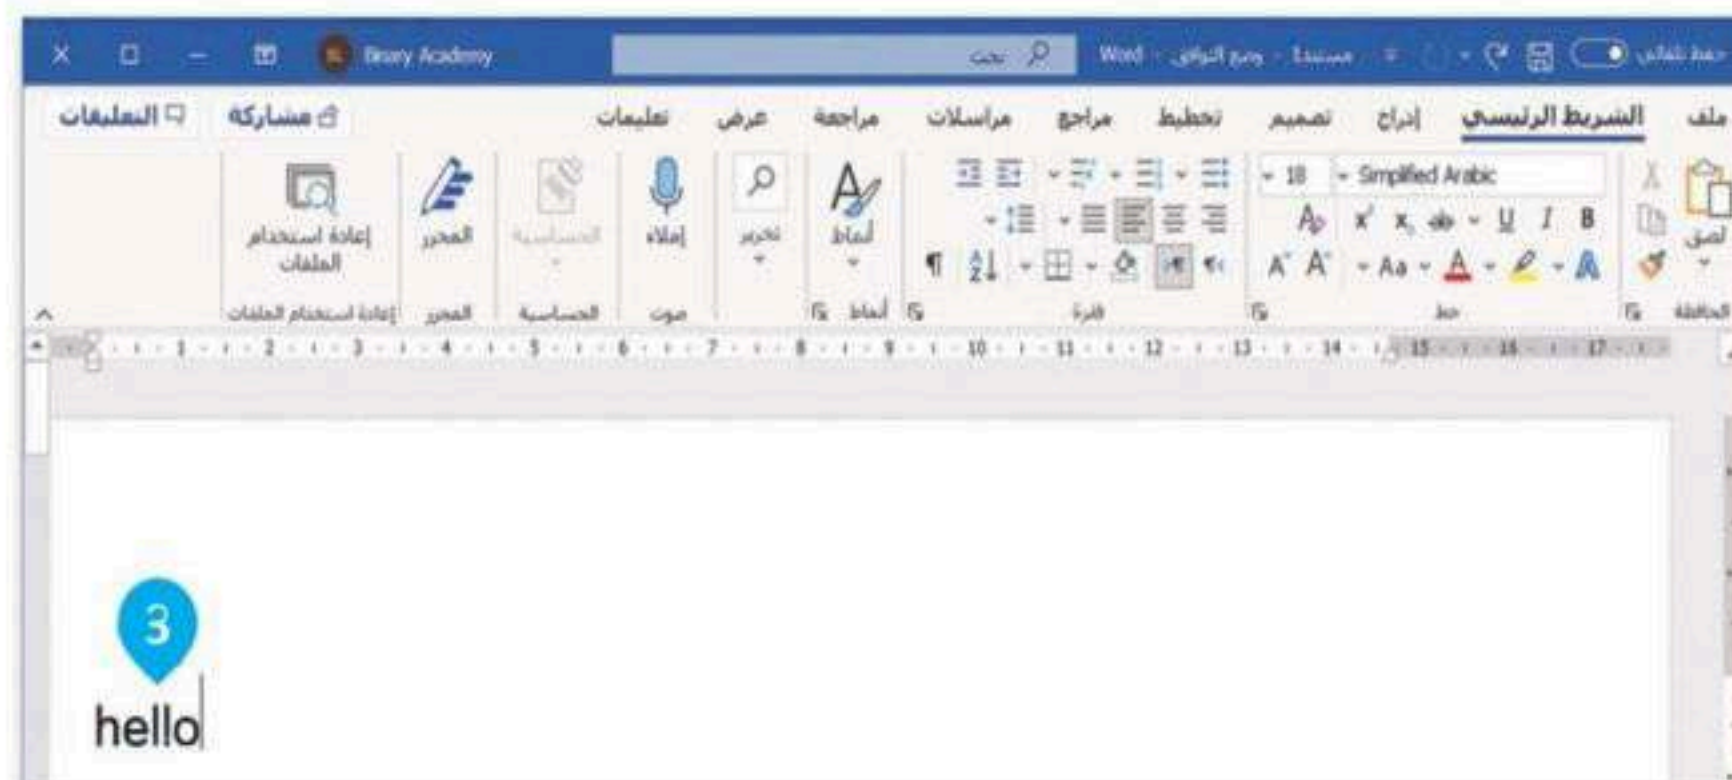 حفظ تلقائي مستند1 - وضع التوافق - Word بحث Binary Academy
ملف الشريط الرئيسي إدراج تصميم تخطيط مراجع مراسلات مراجعة عرض تعليمات مشاركة التعليقات
Simplified Arabic 18
لصق أنماط تحرير إملاء الحساسية المحرر إعادة استخدام الملفات
B I U ab x x A
A Aa A A
الحافظة خط فقرة أنماط صوت الحساسية المحرر إعادة استخدام الملفات
1 2 3 4 5 6 7 8 9 10 11 12 13 14 15 16 17
3
hello